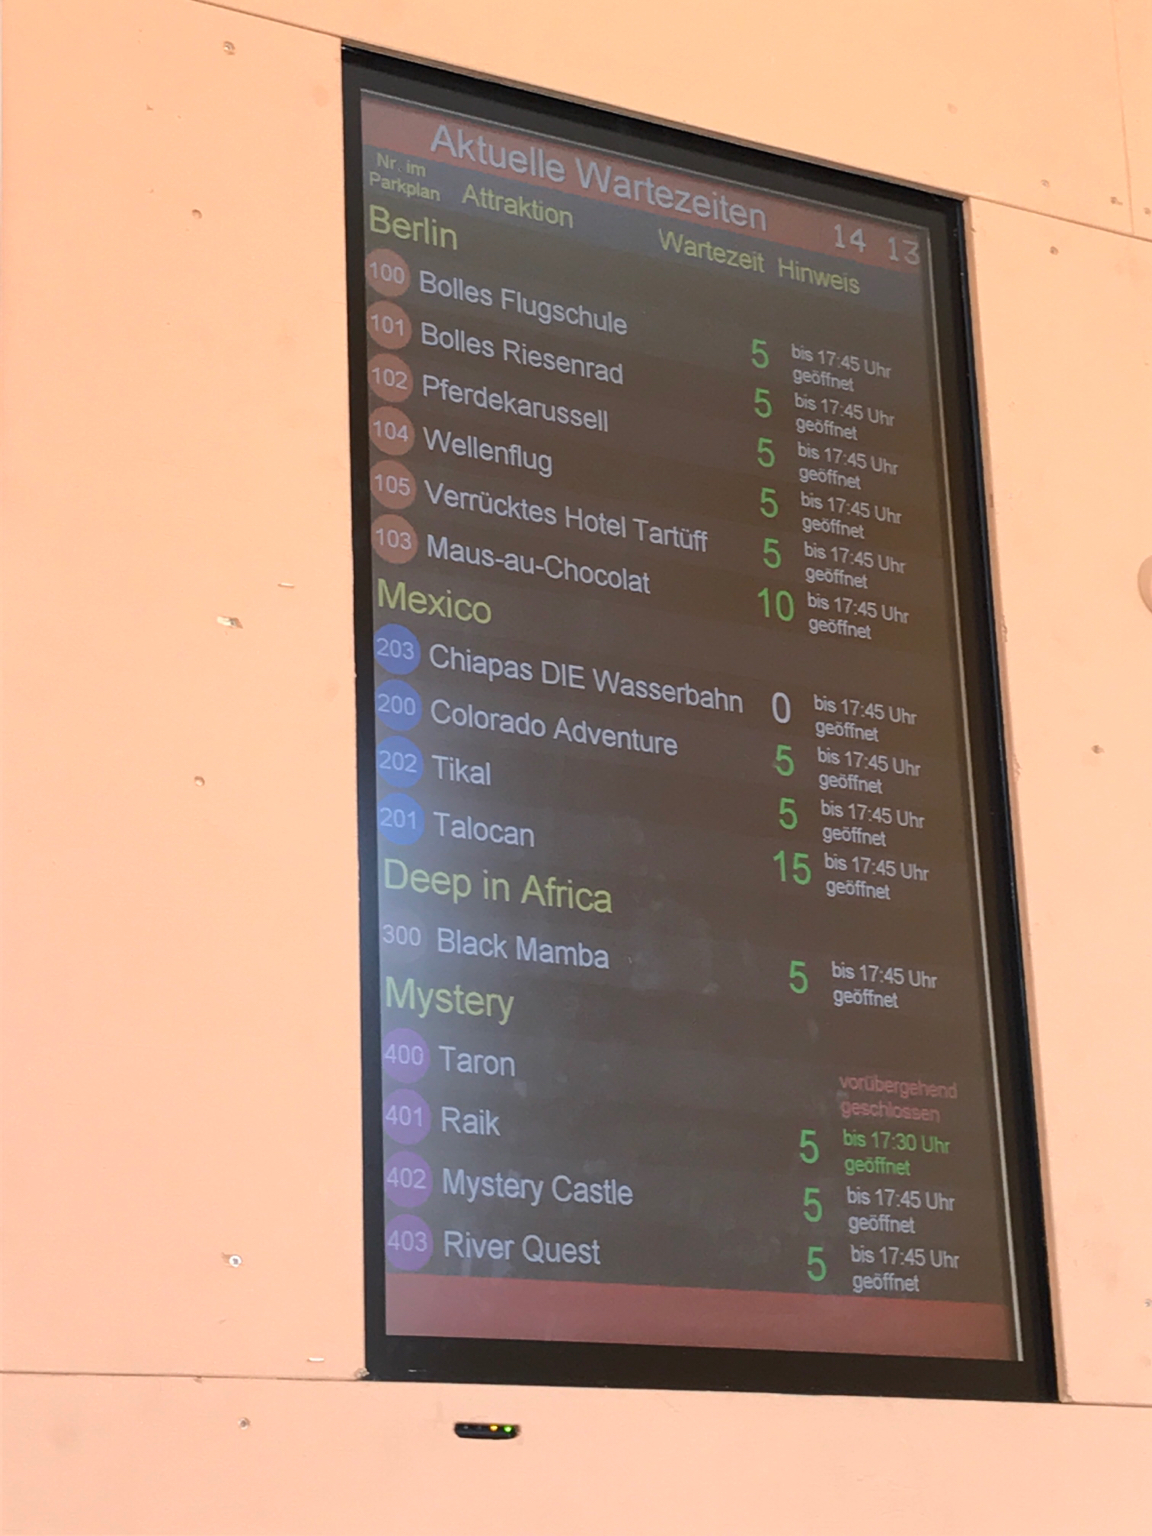 Aktuelle Wartezeiten 14 13
Nr. im
Parkplan Attraktion Wartezeit Hinweis
Berlin
100 Bolles Flugschule 5 bis 17:45 Uhr
geöffnet
101 Bolles Riesenrad 5 bis 17:45 Uhr
geöffnet
102 Pferdekarussell 5 bis 17:45 Uhr
geöffnet
104 Wellenflug 5 bis 17:45 Uhr
geöffnet
105 Verrücktes Hotel Tartüff 5 bis 17:45 Uhr
geöffnet
103 Maus-au-Chocolat 10 bis 17:45 Uhr
geöffnet
Mexico
203 Chiapas DIE Wasserbahn 0 bis 17:45 Uhr
geöffnet
200 Colorado Adventure 5 bis 17:45 Uhr
geöffnet
202 Tikal 5 bis 17:45 Uhr
geöffnet
201 Talocan 15 bis 17:45 Uhr
geöffnet
Deep in Africa
300 Black Mamba 5 bis 17:45 Uhr
geöffnet
Mystery
400 Taron vorübergehend
geschlossen
401 Raik 5 bis 17:30 Uhr
geöffnet
402 Mystery Castle 5 bis 17:45 Uhr
geöffnet
403 River Quest 5 bis 17:45 Uhr
geöffnet